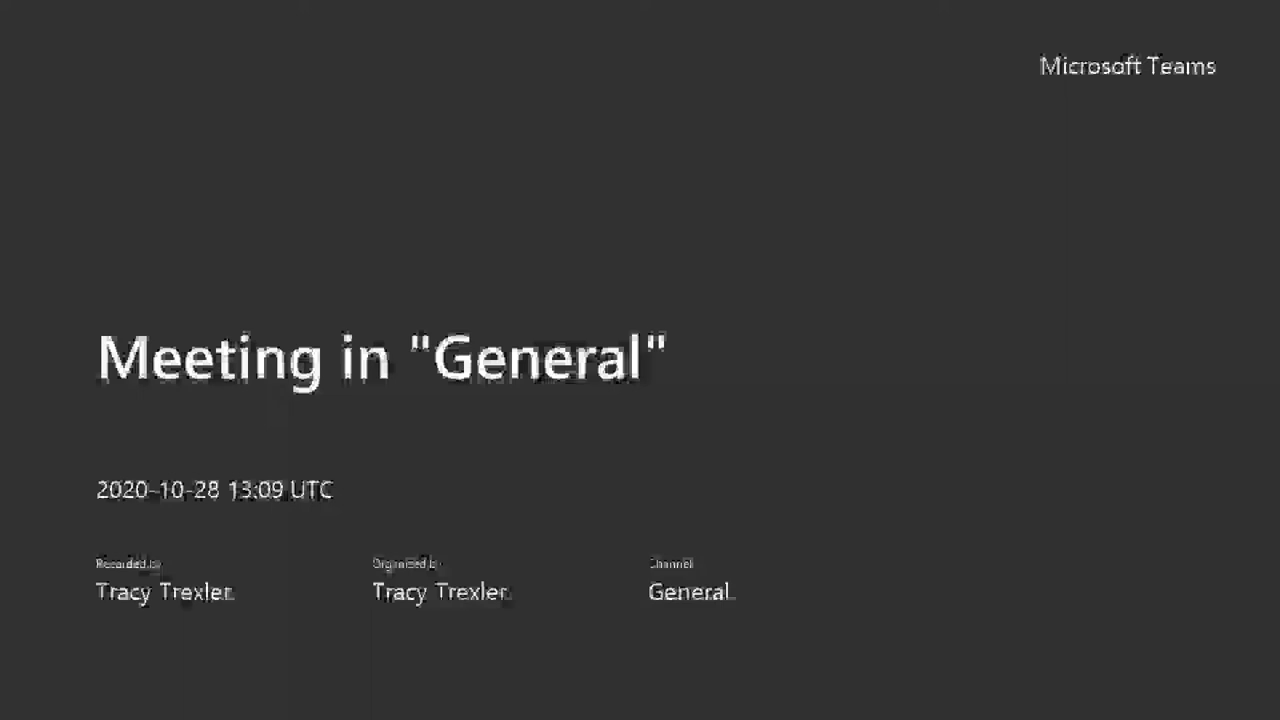 Microsoft Teams
Meeting in "General"
2020-10-28 13:09 UTC
Recorded by Organized by Channel
Tracy Trexler Tracy Trexler General